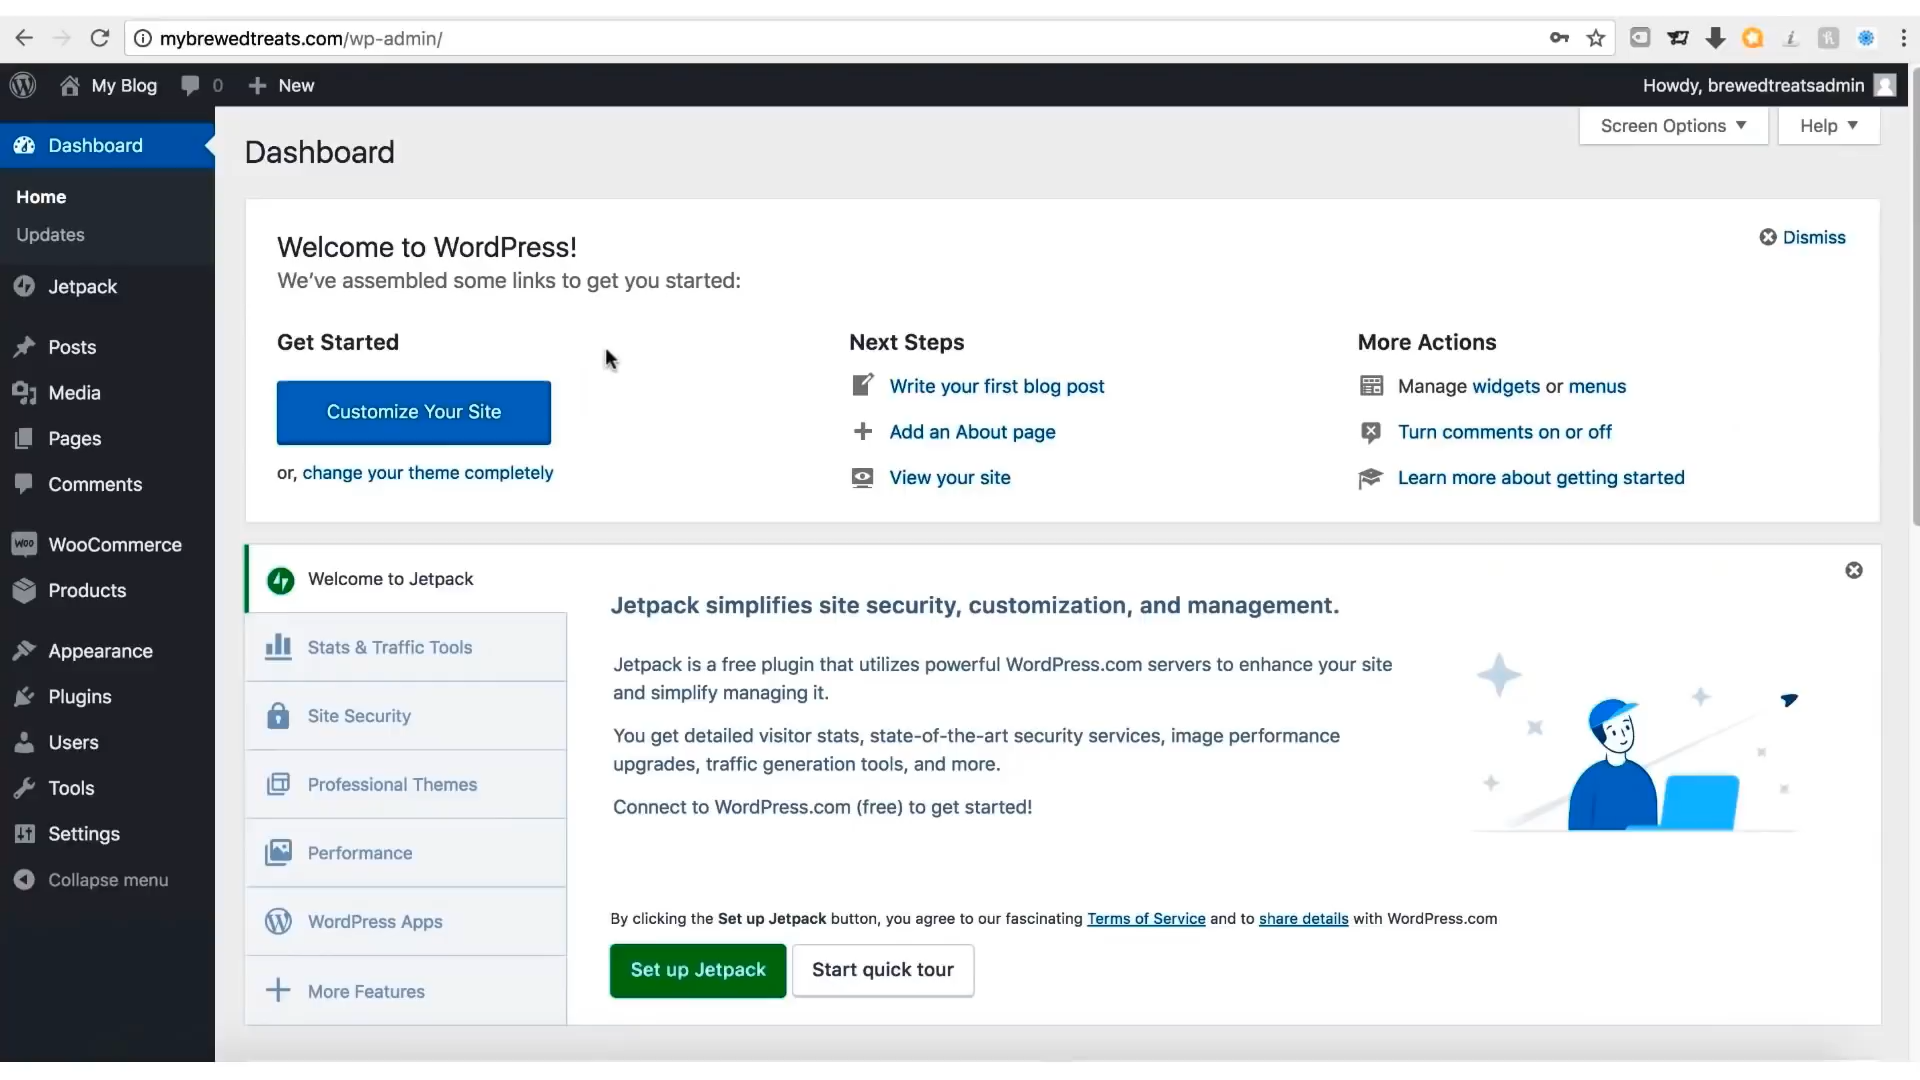 mybrewedtreats.com/wp-admin/
My Blog 0 New
Howdy, brewedtreatsadmin
Screen Options
Help
Dashboard
Home
Updates
Jetpack
Posts
Media
Pages
Comments
WOO WooCommerce
Products
Appearance
Plugins
Users
Tools
Settings
Collapse menu
Dashboard
Welcome to WordPress!
Dismiss
We've assembled some links to get you started:
Get Started
Customize Your Site
or, change your theme completely
Next Steps
Write your first blog post
Add an About page
View your site
More Actions
Manage widgets or menus
Turn comments on or off
Learn more about getting started
Welcome to Jetpack
Stats & Traffic Tools
Site Security
Professional Themes
Performance
WordPress Apps
More Features
Jetpack simplifies site security, customization, and management.
Jetpack is a free plugin that utilizes powerful WordPress.com servers to enhance your site
and simplify managing it.
You get detailed visitor stats, state-of-the-art security services, image performance
upgrades, traffic generation tools, and more.
Connect to WordPress.com (free) to get started!
By clicking the Set up Jetpack button, you agree to our fascinating Terms of Service and to share details with WordPress.com
Set up Jetpack
Start quick tour